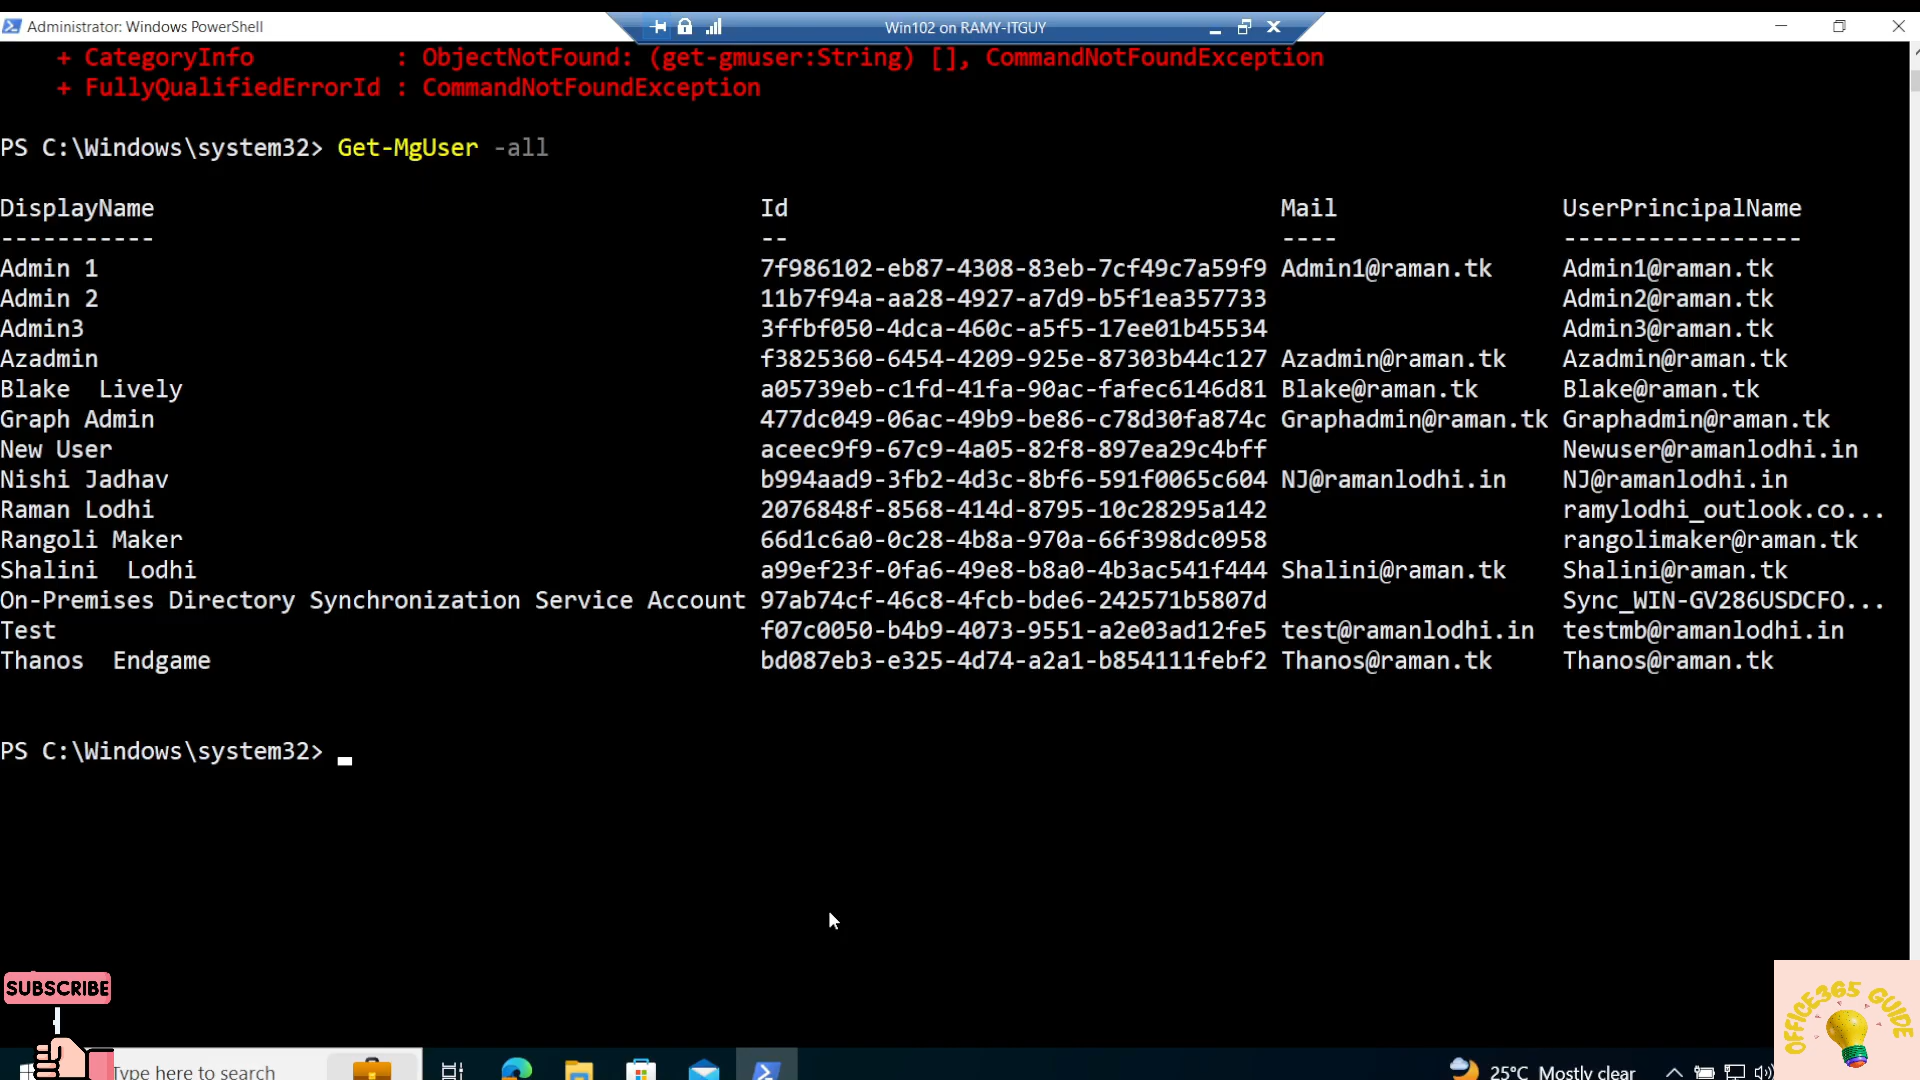 Administrator: Windows PowerShell
Win102 on RAMY-ITGUY
+ CategoryInfo          : ObjectNotFound: (get-gmuser:String) [], CommandNotFoundException
+ FullyQualifiedErrorId : CommandNotFoundException
PS C:\Windows\system32> Get-MgUser -all
DisplayName Id Mail UserPrincipalName
----------- -- ---- -----------------
Admin 1 7f986102-eb87-4308-83eb-7cf49c7a59f9 Admin1@raman.tk Admin1@raman.tk
Admin 2 11b7f94a-aa28-4927-a7d9-b5f1ea357733 Admin2@raman.tk
Admin3 3ffbf050-4dca-460c-a5f5-17ee01b45534 Admin3@raman.tk
Azadmin f3825360-6454-4209-925e-87303b44c127 Azadmin@raman.tk Azadmin@raman.tk
Blake  Lively a05739eb-c1fd-41fa-90ac-fafec6146d81 Blake@raman.tk Blake@raman.tk
Graph Admin 477dc049-06ac-49b9-be86-c78d30fa874c Graphadmin@raman.tk Graphadmin@raman.tk
New User aceec9f9-67c9-4a05-82f8-897ea29c4bff Newuser@ramanlodhi.in
Nishi Jadhav b994aad9-3fb2-4d3c-8bf6-591f0065c604 NJ@ramanlodhi.in NJ@ramanlodhi.in
Raman Lodhi 2076848f-8568-414d-8795-10c28295a142 ramylodhi_outlook.co...
Rangoli Maker 66d1c6a0-0c28-4b8a-970a-66f398dc0958 rangolimaker@raman.tk
Shalini  Lodhi a99ef23f-0fa6-49e8-b8a0-4b3ac541f444 Shalini@raman.tk Shalini@raman.tk
On-Premises Directory Synchronization Service Account 97ab74cf-46c8-4fcb-bde6-242571b5807d Sync_WIN-GV286USDCFO...
Test f07c0050-b4b9-4073-9551-a2e03ad12fe5 test@ramanlodhi.in testmb@ramanlodhi.in
Thanos  Endgame bd087eb3-e325-4d74-a2a1-b854111febf2 Thanos@raman.tk Thanos@raman.tk
PS C:\Windows\system32>
SUBSCRIBE
OFFICE365 GUIDE
Type here to search
25°C Mostly clear